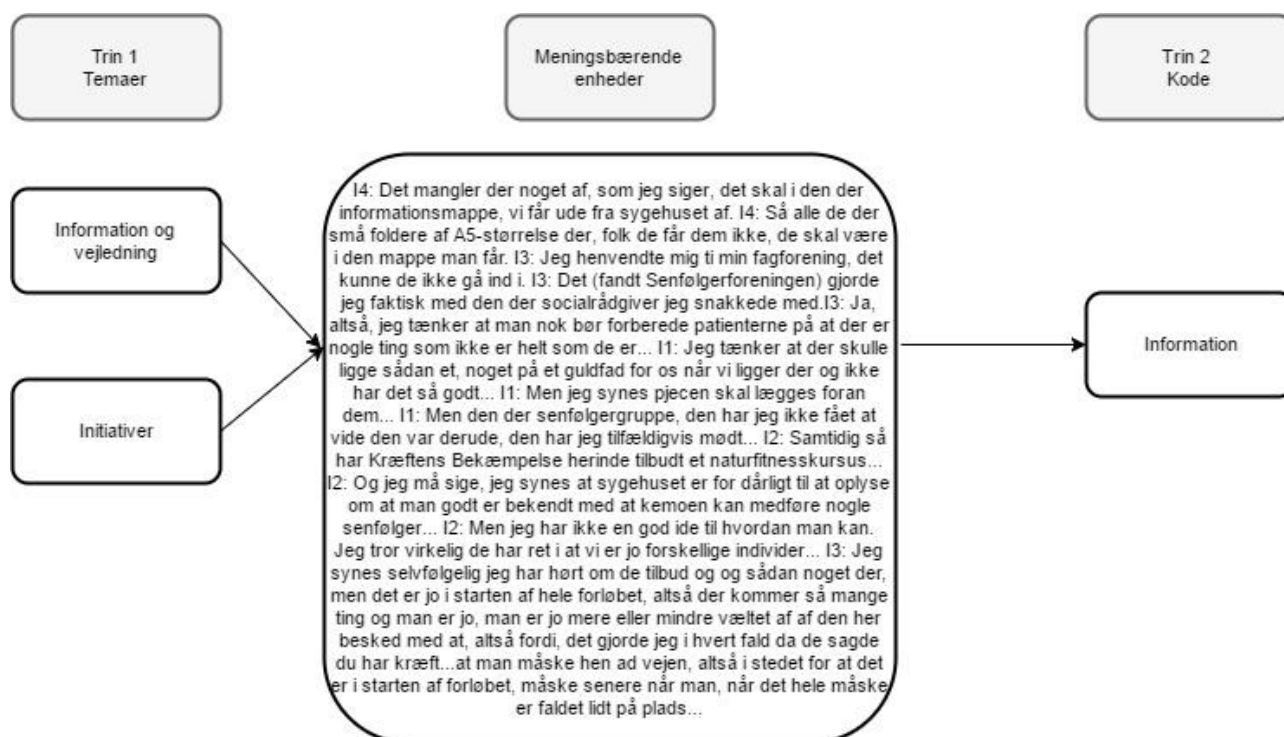 Trin 1
Temaer
Meningsbærende
enheder
Trin 2
Kode
Information og
vejledning
Initiativer
I4: Det mangler der noget af, som jeg siger, det skal i den der
informationsmappe, vi får ude fra sygehuset af. I4: Så alle de der
små foldere af A5-størrelse der, folk de får dem ikke, de skal være
i den mappe man får. I3: Jeg henvendte mig ti min fagforening, det
kunne de ikke gå ind i. I3: Det (fandt Senfølgerforeningen) gjorde
jeg faktisk med den der socialrådgiver jeg snakkede med.I3: Ja,
altså, jeg tænker at man nok bør forberede patienterne på at der er
nogle ting som ikke er helt som de er... I1: Jeg tænker at der skulle
ligge sådan et, noget på et guldfad for os når vi ligger der og ikke
har det så godt... I1: Men jeg synes pjecen skal lægges foran
dem... I1: Men den der senfølgergruppe, den har jeg ikke fået at
vide den var derude, den har jeg tilfældigvis mødt... I2: Samtidig så
har Kræftens Bekæmpelse herinde tilbudt et naturfitnesskursus...
I2: Og jeg må sige, jeg synes at sygehuset er for dårligt til at oplyse
om at man godt er bekendt med at kemoen kan medføre nogle
senfølger... I2: Men jeg har ikke en god ide til hvordan man kan.
Jeg tror virkelig de har ret i at vi er jo forskellige individer... I3: Jeg
synes selvfølgelig jeg har hørt om de tilbud og og sådan noget der,
men det er jo i starten af hele forløbet, altså der kommer så mange
ting og man er jo, man er jo mere eller mindre væltet af af den her
besked med at, altså fordi, det gjorde jeg i hvert fald da de sagde
du har kræft...at man måske hen ad vejen, altså i stedet for at det
er i starten af forløbet, måske senere når man, når det hele måske
er faldet lidt på plads...
Information